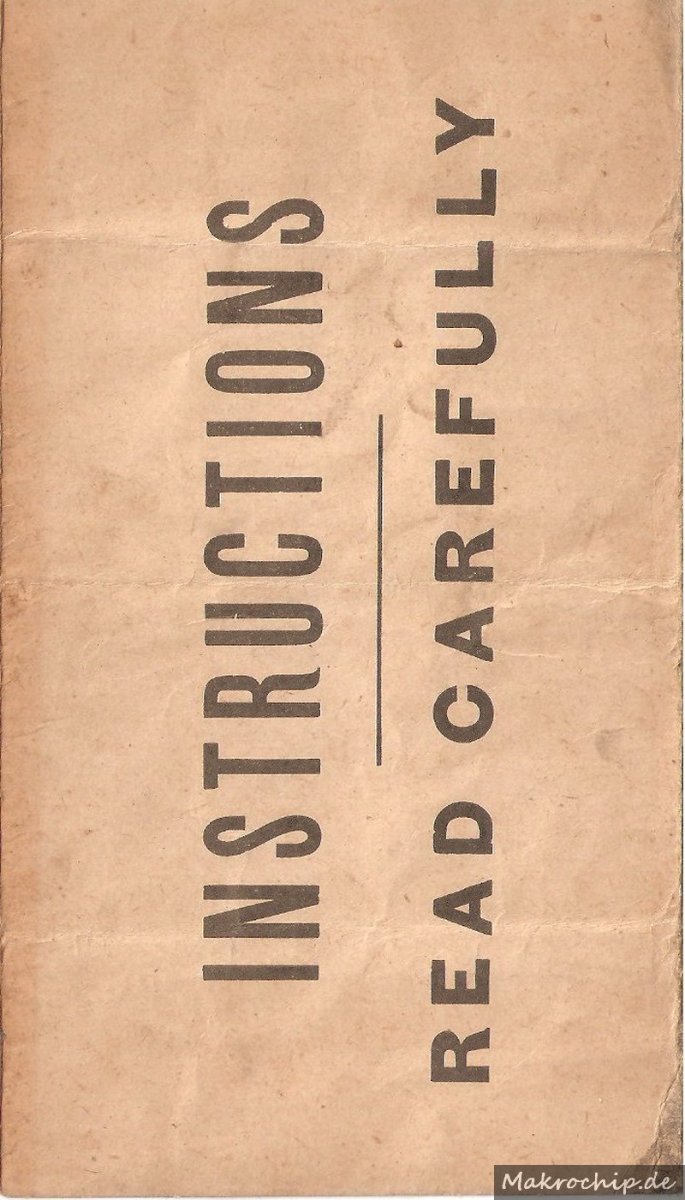 INSTRUCTIONS
READ CAREFULLY
Makrochip.de